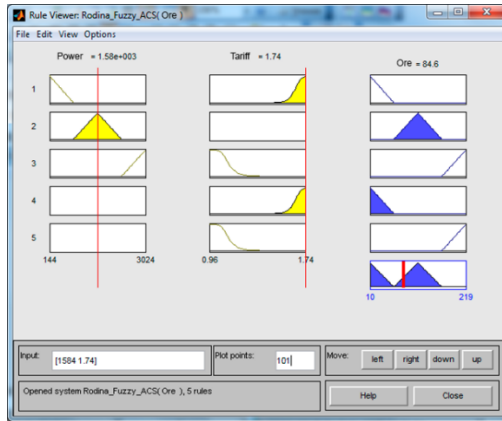 Rule Viewer: Rodina_Fuzzy_ACS( Ore )
File Edit View Options
Power = 1.58e+003
Tariff = 1.74
Ore = 84.6
1
2
3
4
5
144 3024
0.96 1.74
10 219
Input: [1584 1.74]
Plot points: 101
Move: left right down up
Opened system Rodina_Fuzzy_ACS( Ore ), 5 rules
Help Close